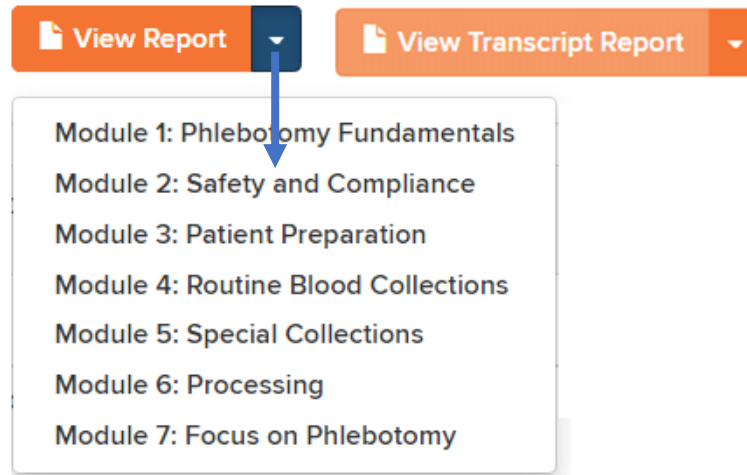 View Report
View Transcript Report
Module 1: Phlebotomy Fundamentals
Module 2: Safety and Compliance
Module 3: Patient Preparation
Module 4: Routine Blood Collections
Module 5: Special Collections
Module 6: Processing
Module 7: Focus on Phlebotomy